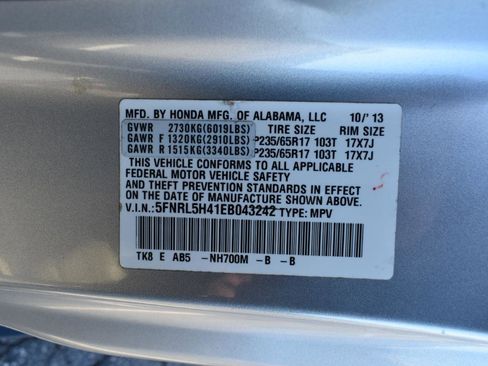 MFD. BY HONDA MFG. OF ALABAMA, LLC 10/'13
GVWR 2730KG(6019LBS) TIRE SIZE RIM SIZE
GAWR F 1320KG(2910LBS) P235/65R17 103T 17X7J
GAWR R 1515KG(3340LBS) P235/65R17 103T 17X7J
THIS VEHICLE CONFORMS TO ALL APPLICABLE
FEDERAL MOTOR VEHICLE SAFETY AND
THEFT PREVENTION STANDARDS IN EFFECT
ON THE DATE OF MANUFACTURE SHOWN ABOVE.
V.I.N.: 5FNRL5H41EB043242 TYPE: MPV
TK8 E AB5 -NH700M -B -B